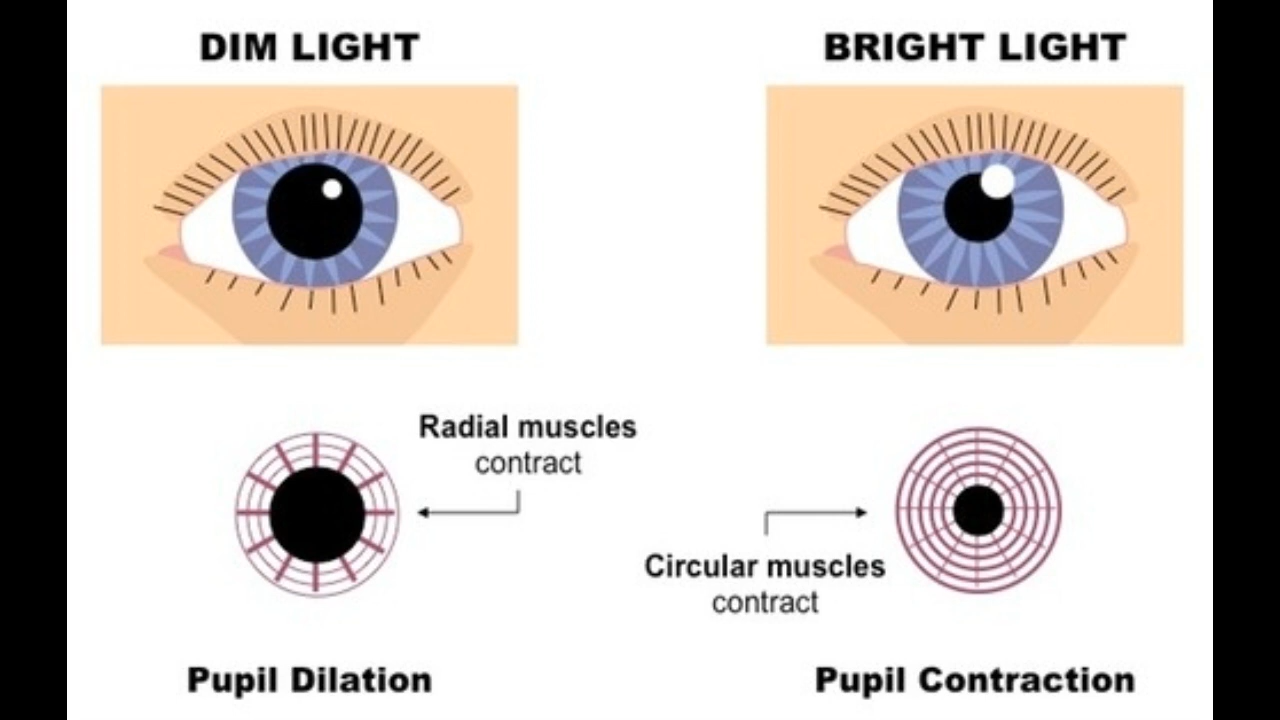 DIM LIGHT
BRIGHT LIGHT
Radial muscles
contract
Circular muscles
contract
Pupil Dilation
Pupil Contraction